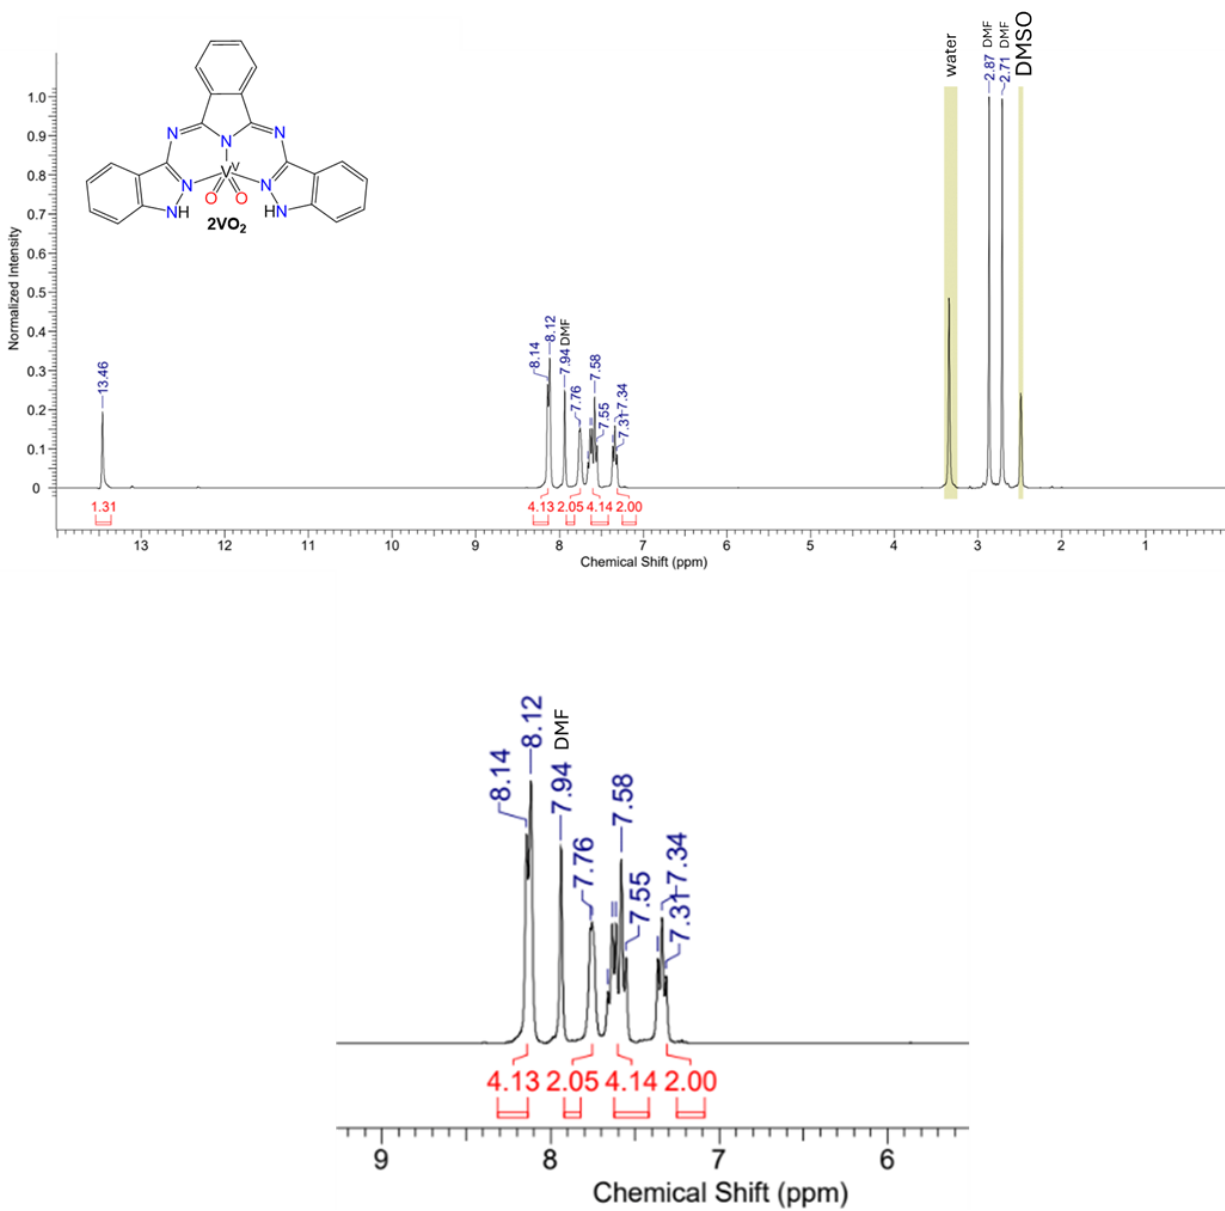 water
2.87 DMF
2.71 DMF
DMSO
N N
N
V V
N N
O O
NH HN
2VO2
Normalized Intensity
1.0
0.9
0.8
0.7
0.6
0.5
0.4
0.3
0.2
0.1
0
13.46
8.14
8.12
7.94 DMF
7.76
7.58
7.55
7.34
7.31
1.31 4.13 2.05 4.14 2.00
13 12 11 10 9 8 7 6 5 4 3 2 1
Chemical Shift (ppm)
8.14
8.12
7.94 DMF
7.76
7.58
7.55
7.34
7.31
4.13 2.05 4.14 2.00
9 8 7 6
Chemical Shift (ppm)